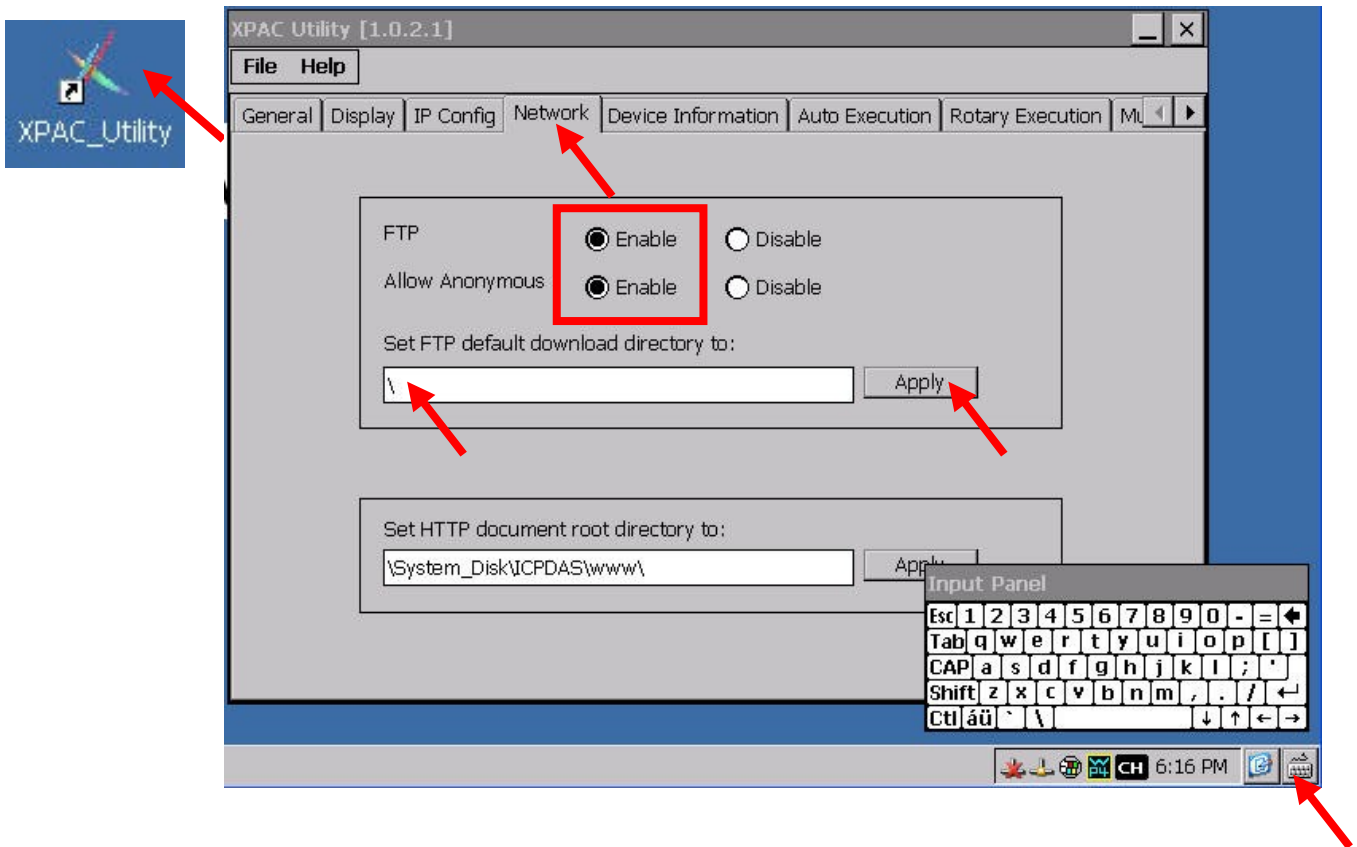 XPAC_Utility
XPAC Utility [1.0.2.1]
File Help
General Display IP Config Network Device Information Auto Execution Rotary Execution
FTP Enable Disable
Allow Anonymous Enable Disable
Set FTP default download directory to:
\ Apply
Set HTTP document root directory to:
\System_Disk\ICPDAS\www\ Apply
Input Panel
Esc 1 2 3 4 5 6 7 8 9 0 - =
Tab q w e r t y u i o p [ ]
CAP a s d f g h j k l ; '
Shift z x c v b n m , . /
Ctl áü ` \
CH 6:16 PM